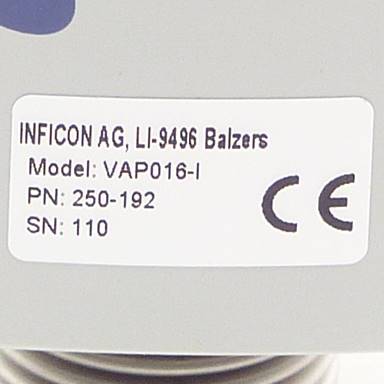 INFICON AG, LI-9496 Balzers
Model: VAP016-I
PN: 250-192
SN: 110
CE